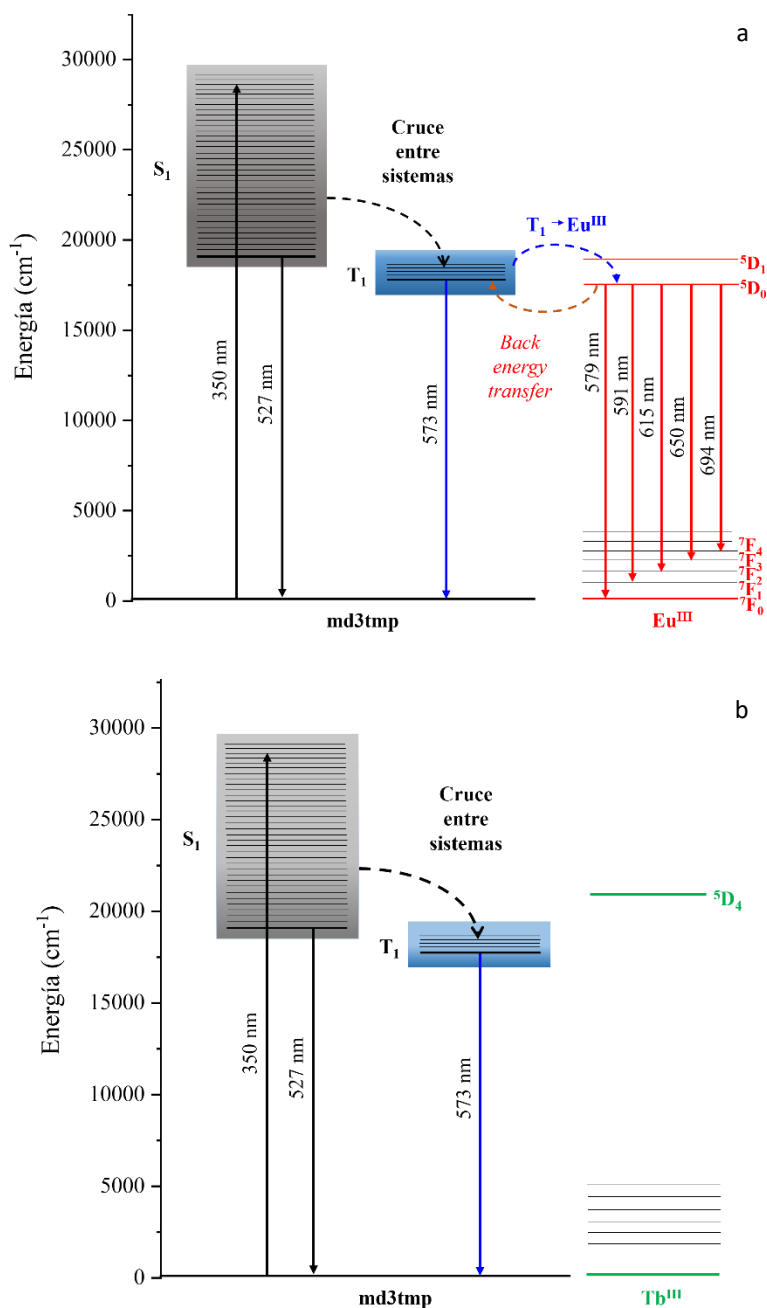 a
30000
25000
20000
15000
10000
5000
0
Energía (cm-1)
S1
Cruce
entre
sistemas
T1 → EuIII
T1
5D1
5D0
Back
energy
transfer
350 nm
527 nm
573 nm
579 nm
591 nm
615 nm
650 nm
694 nm
7F4
7F3
7F2
7F1
7F0
md3tmp
EuIII
b
30000
25000
20000
15000
10000
5000
0
Energía (cm-1)
S1
Cruce
entre
sistemas
T1
5D4
350 nm
527 nm
573 nm
md3tmp
TbIII